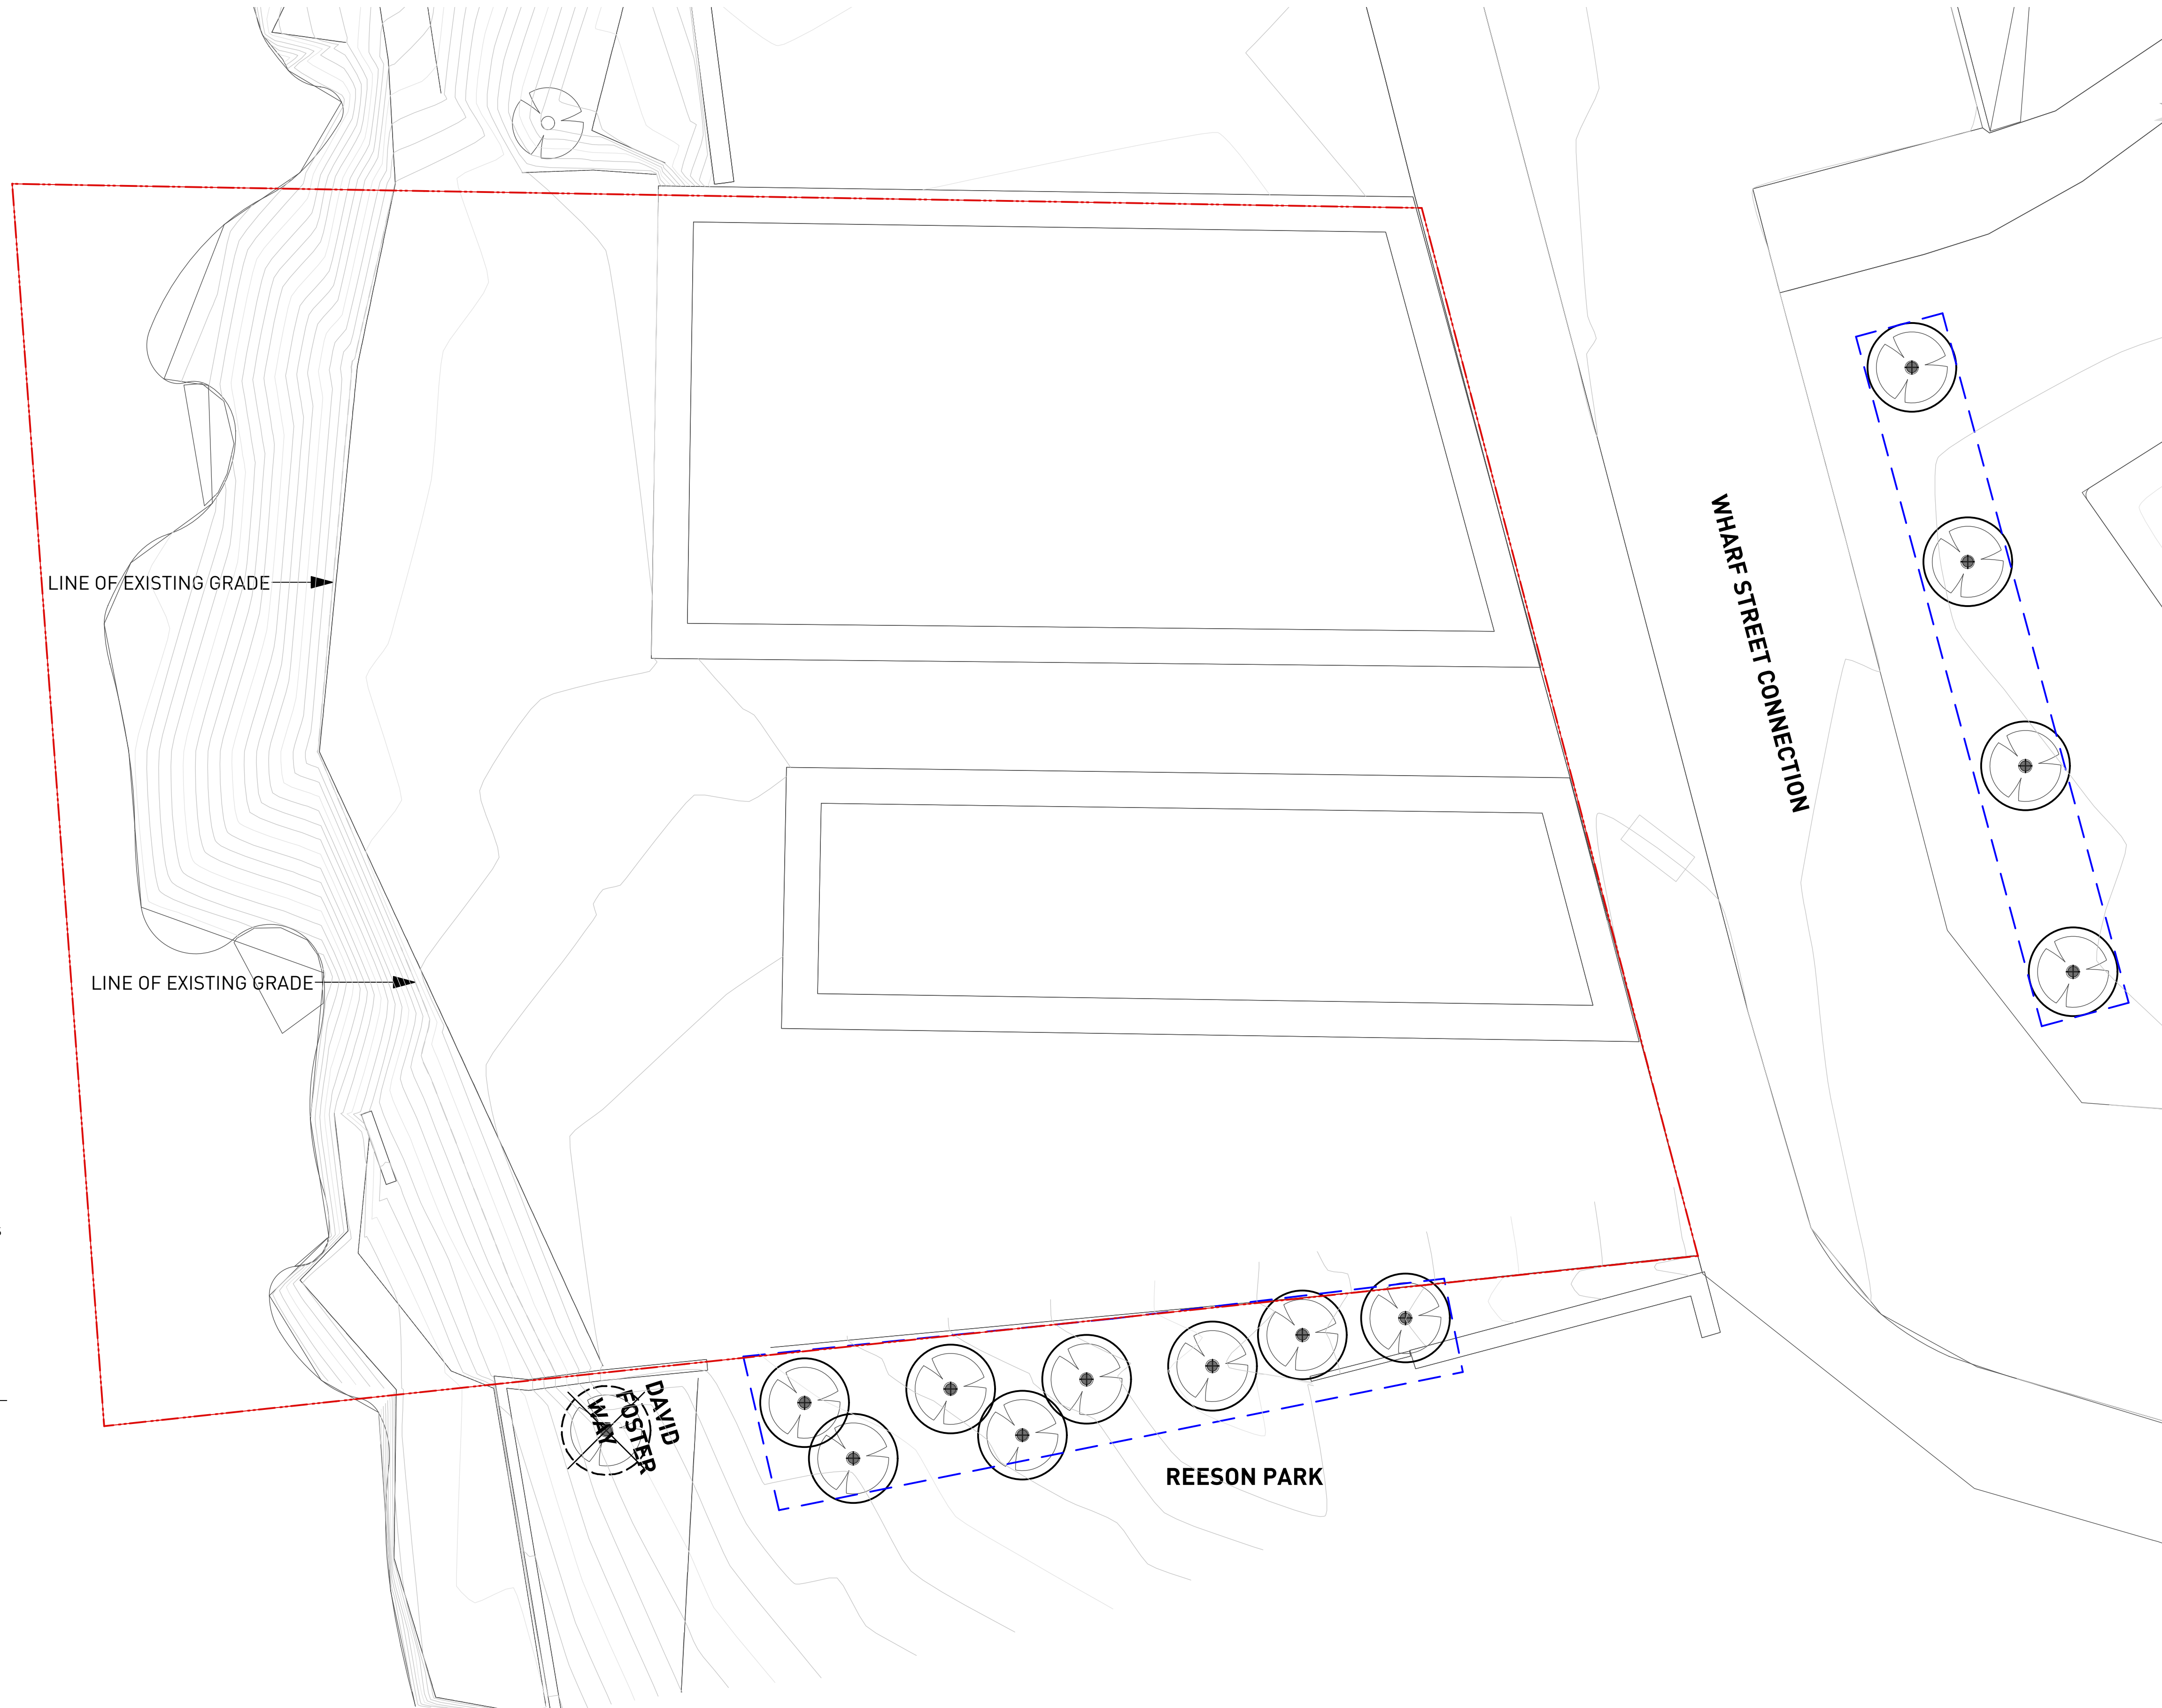 WHARF STREET CONNECTION
LINE OF EXISTING GRADE
LINE OF EXISTING GRADE
DAVID
FOSTER
WAY
REESON PARK